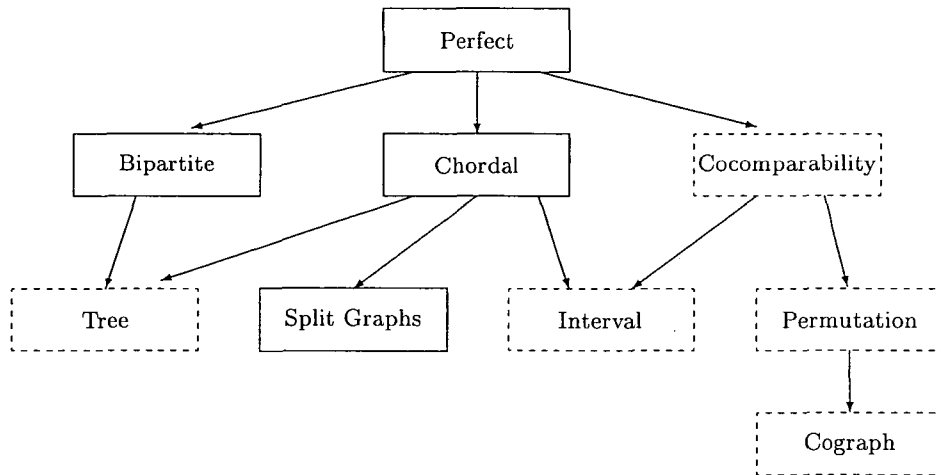 Perfect
Bipartite
Chordal
Cocomparability
Tree
Split Graphs
Interval
Permutation
Cograph